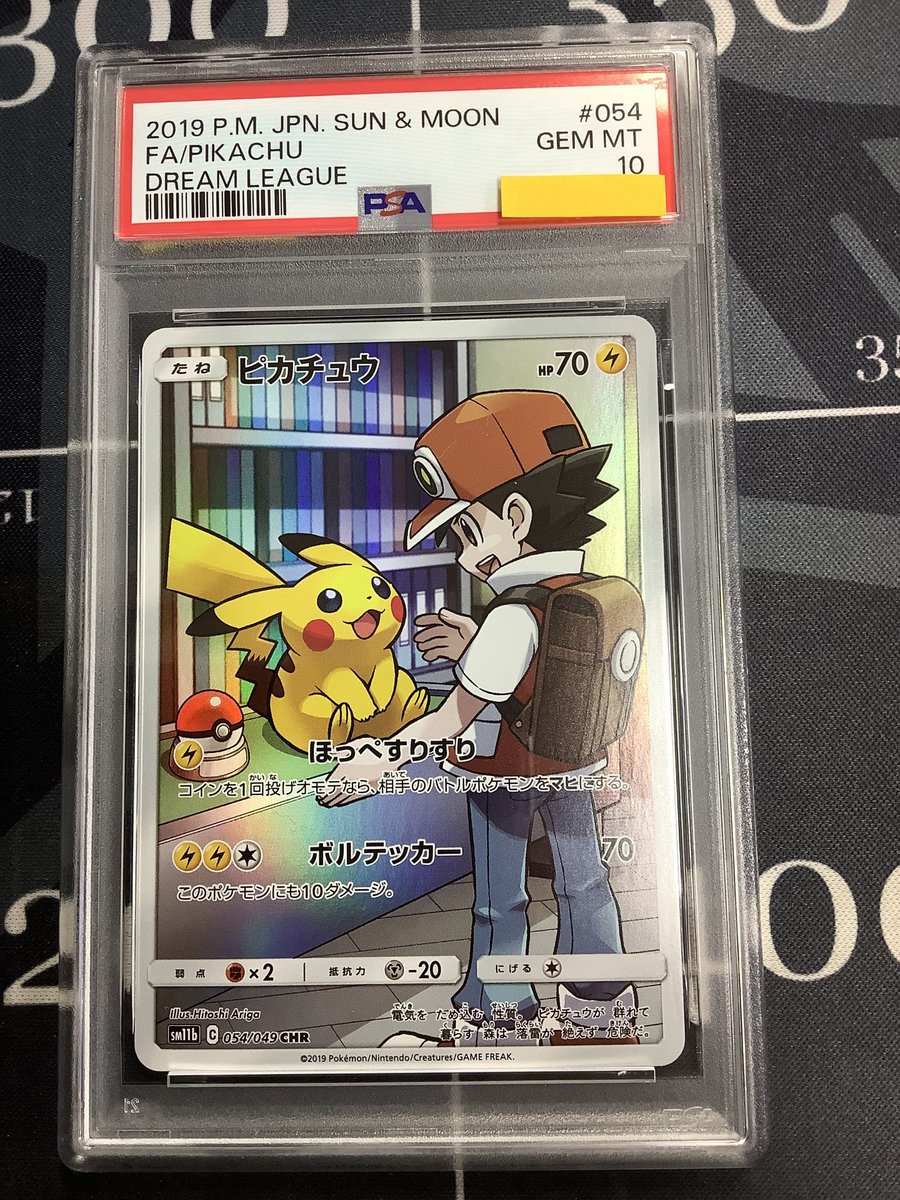 2019 P.M. JPN. SUN & MOON #054
FA/PIKACHU GEM MT
DREAM LEAGUE 10
PSA
たね ピカチュウ HP70
ほっぺすりすり
コインを1回投げオモテなら、相手のバトルポケモンをマヒにする。
ボルテッカー 70
このポケモンにも10ダメージ。
弱点 ×2 抵抗力 -20 にげる
Illus.Hitoshi Ariga
電気を ため込む 性質。 ピカチュウが 群れて
暮らす 森は 落雷が 絶えず 危険だ。
sm11b C 054/049 CHR
©2019 Pokémon/Nintendo/Creatures/GAME FREAK.